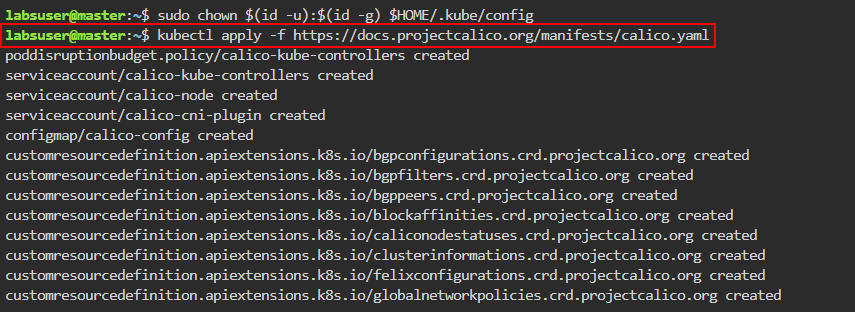 labsuser@master:~$ sudo chown $(id -u):$(id -g) $HOME/.kube/config
labsuser@master:~$ kubectl apply -f https://docs.projectcalico.org/manifests/calico.yaml
poddisruptionbudget.policy/calico-kube-controllers created
serviceaccount/calico-kube-controllers created
serviceaccount/calico-node created
serviceaccount/calico-cni-plugin created
configmap/calico-config created
customresourcedefinition.apiextensions.k8s.io/bgpconfigurations.crd.projectcalico.org created
customresourcedefinition.apiextensions.k8s.io/bgpfilters.crd.projectcalico.org created
customresourcedefinition.apiextensions.k8s.io/bgppeers.crd.projectcalico.org created
customresourcedefinition.apiextensions.k8s.io/blockaffinities.crd.projectcalico.org created
customresourcedefinition.apiextensions.k8s.io/caliconodestatuses.crd.projectcalico.org created
customresourcedefinition.apiextensions.k8s.io/clusterinformations.crd.projectcalico.org created
customresourcedefinition.apiextensions.k8s.io/felixconfigurations.crd.projectcalico.org created
customresourcedefinition.apiextensions.k8s.io/globalnetworkpolicies.crd.projectcalico.org created